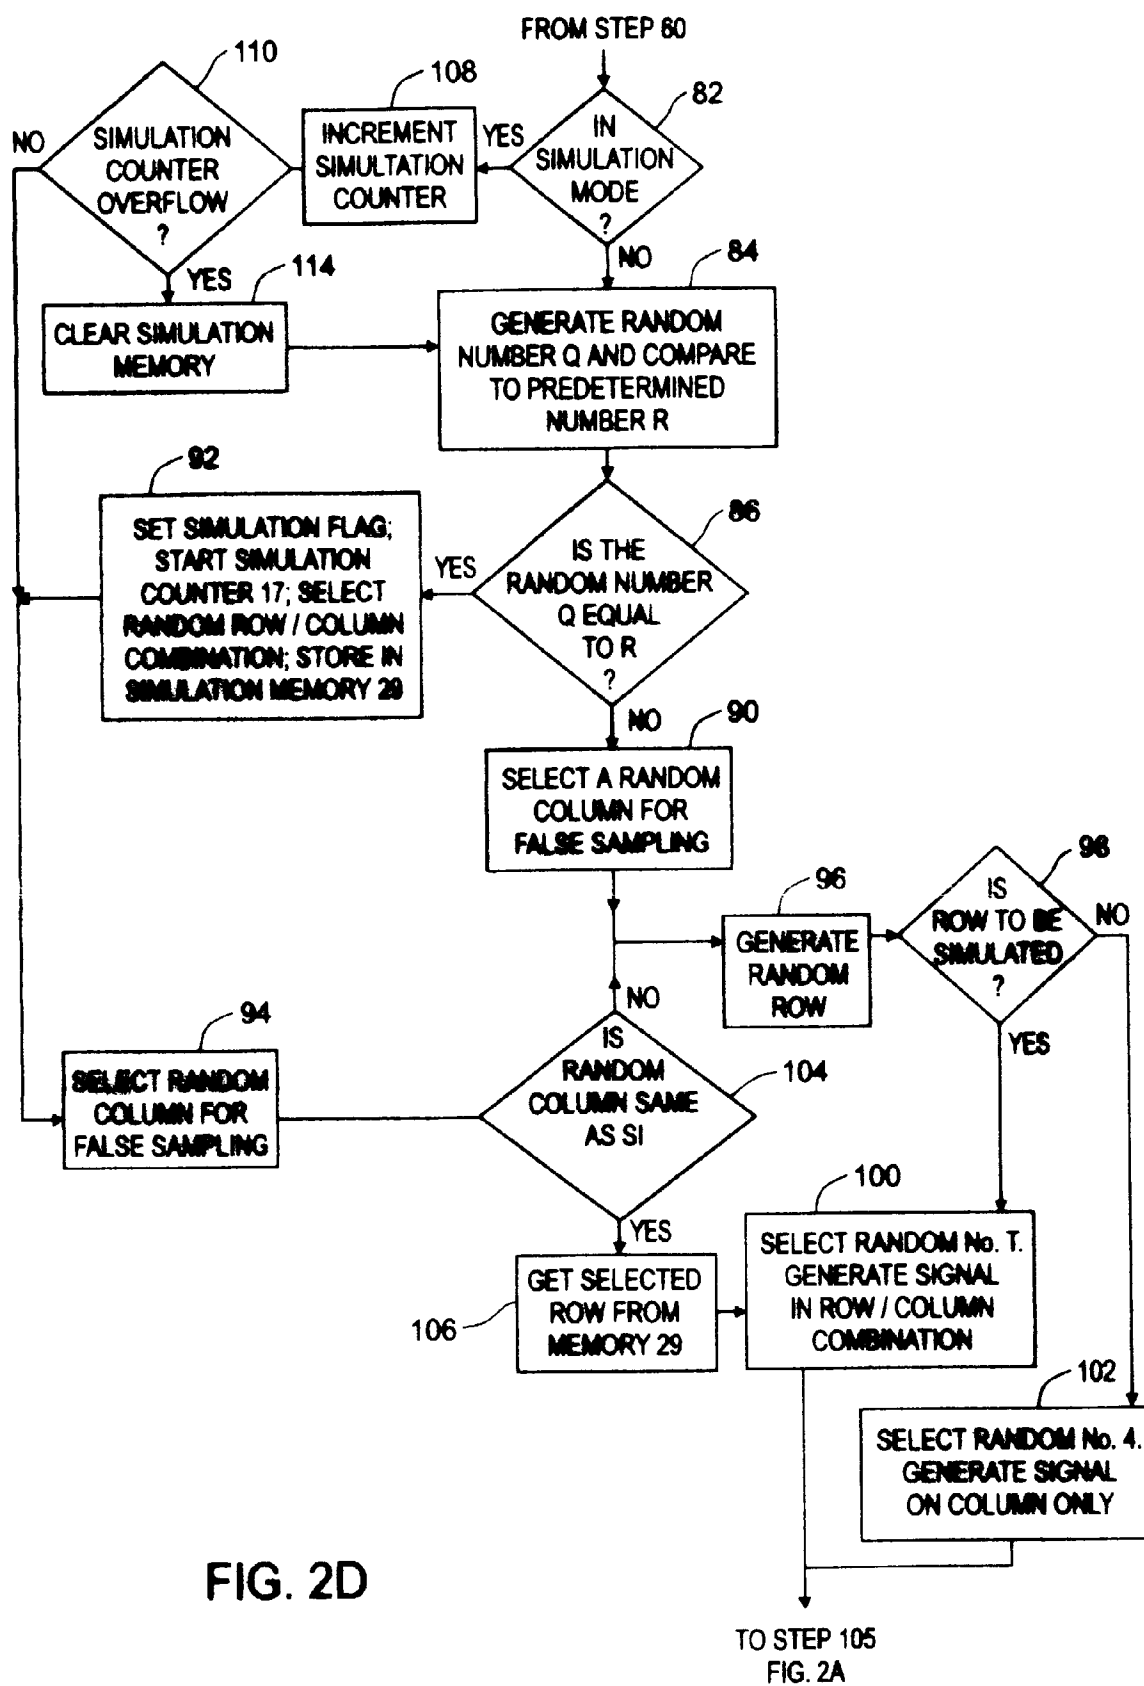 FROM STEP 80
110
108
82
NO
SIMULATION
COUNTER
OVERFLOW
?
INCREMENT
SIMULTATION
COUNTER
YES
IN
SIMULATION
MODE
?
YES
114
NO
84
CLEAR SIMULATION
MEMORY
GENERATE RANDOM
NUMBER Q AND COMPARE
TO PREDETERMINED
NUMBER R
92
86
SET SIMULATION FLAG;
START SIMULATION
COUNTER 17; SELECT
RANDOM ROW / COLUMN
COMBINATION; STORE IN
SIMULATION MEMORY 29
YES
IS THE
RANDOM NUMBER
Q EQUAL
TO R
?
NO
90
SELECT A RANDOM
COLUMN FOR
FALSE SAMPLING
96
98
GENERATE
RANDOM
ROW
IS
ROW TO BE
SIMULATED
?
NO
NO
YES
94
SELECT RANDOM
COLUMN FOR
FALSE SAMPLING
IS
RANDOM
COLUMN SAME
AS SI
104
100
YES
SELECT RANDOM No. T.
GENERATE SIGNAL
IN ROW / COLUMN
COMBINATION
GET SELECTED
ROW FROM
MEMORY 29
106
102
SELECT RANDOM No. 4.
GENERATE SIGNAL
ON COLUMN ONLY
FIG. 2D
TO STEP 105
FIG. 2A